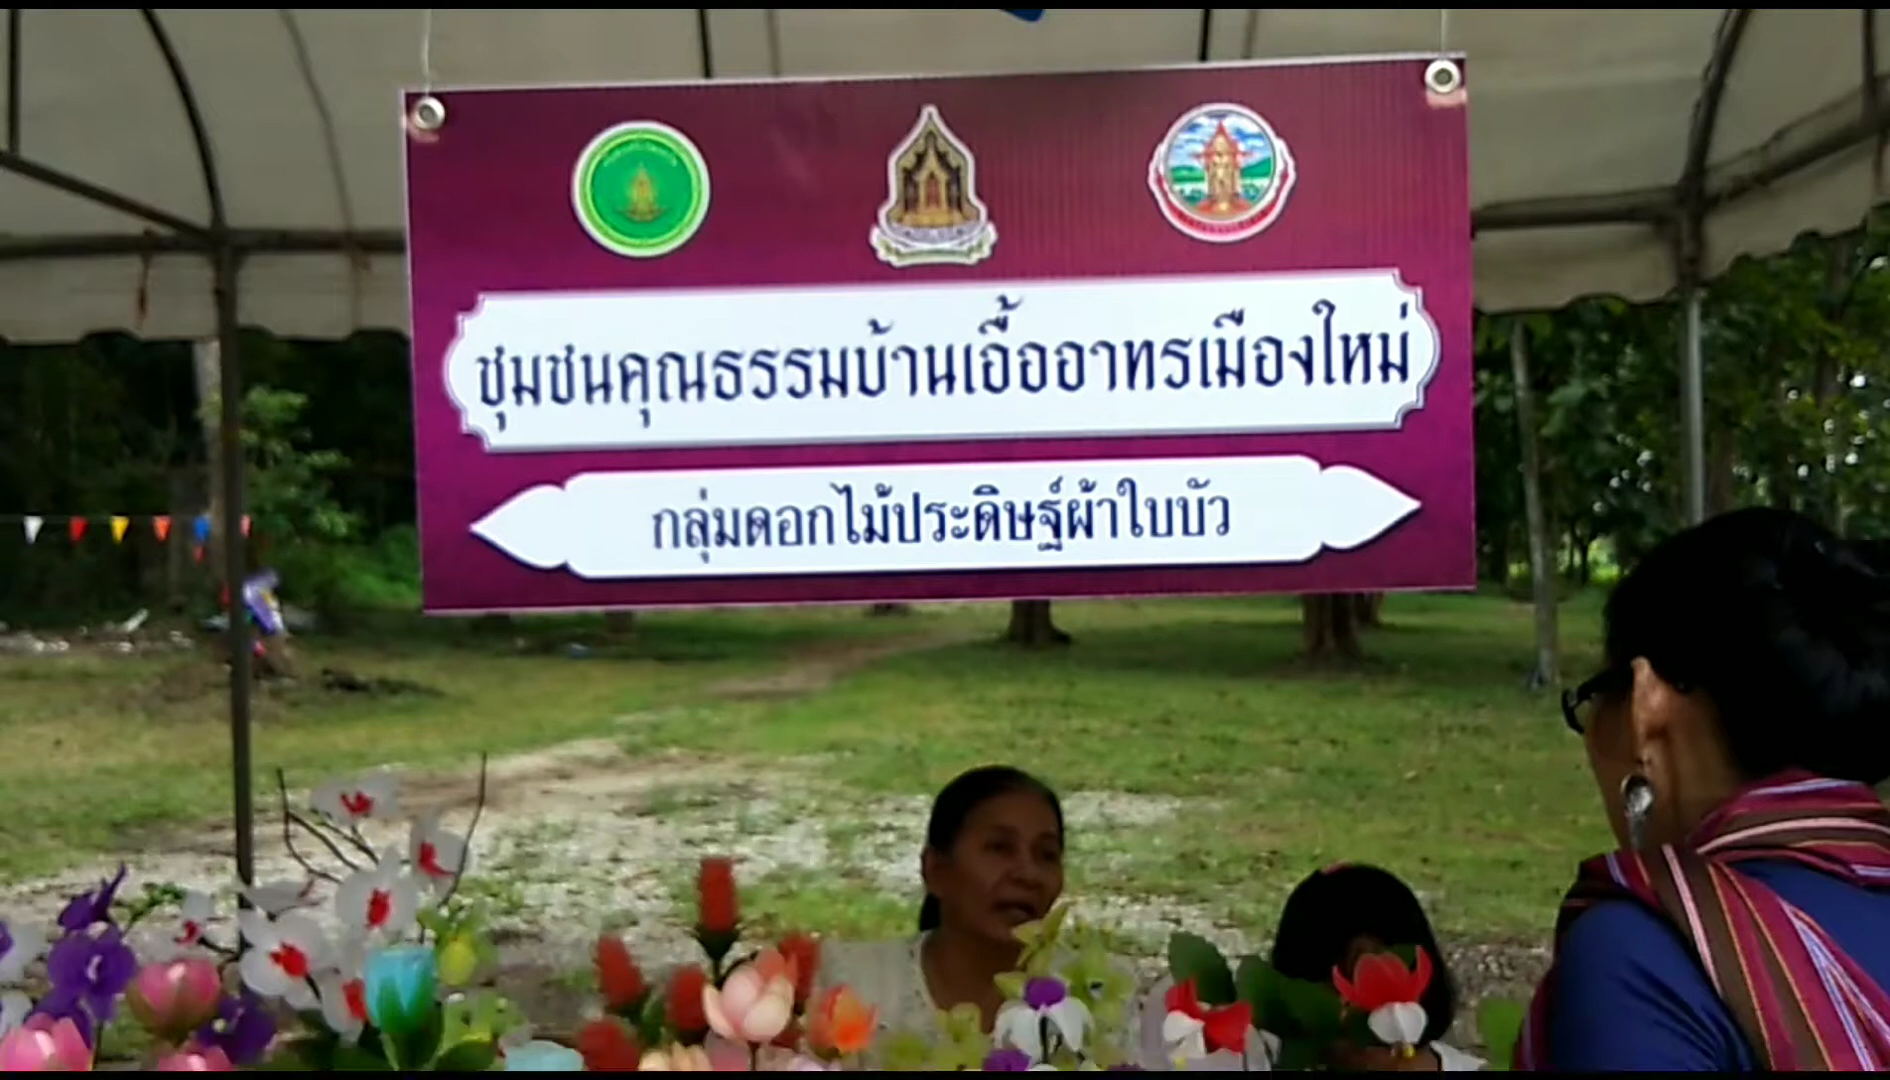 ชุมชนคุณธรรมบ้านเอื้ออาทรเมืองใหม่
กลุ่มดอกไม้ประดิษฐ์ผ้าใบบัว